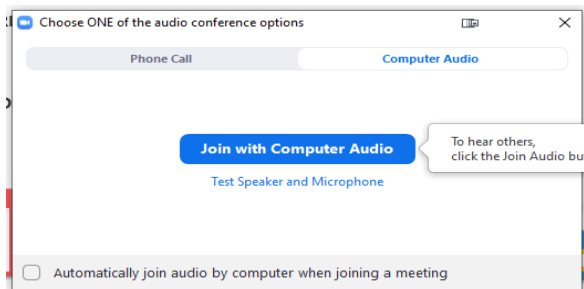 Choose ONE of the audio conference options
Phone Call
Computer Audio
Join with Computer Audio
To hear others,
click the Join Audio
Test Speaker and Microphone
Automatically join audio by computer when joining a meeting